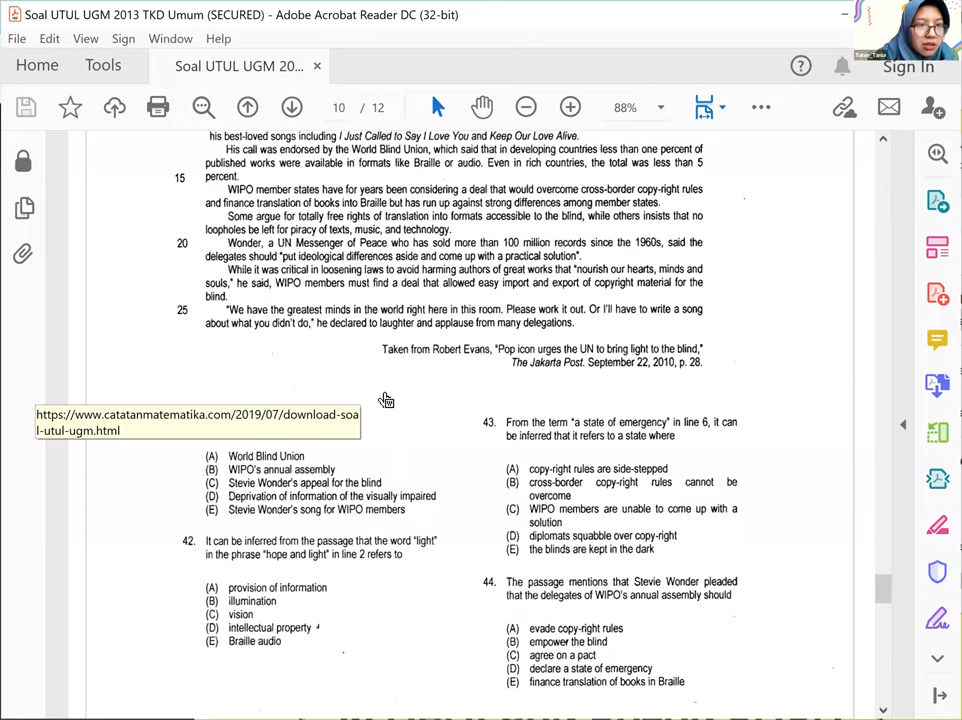 Soal UTUL UGM 2013 TKD Umum (SECURED) - Adobe Acrobat Reader DC (32-bit)
File Edit View Sign Window Help
Home Tools Soal UTUL UGM 20... × Sign In
10 / 12 88%
Tutor_Tania
his best-loved songs including I Just Called to Say I Love You and Keep Our Love Alive.
His call was endorsed by the World Blind Union, which said that in developing countries less than one percent of
published works were available in formats like Braille or audio. Even in rich countries, the total was less than 5
15 percent.
WIPO member states have for years been considering a deal that would overcome cross-border copy-right rules
and finance translation of books into Braille but has run up against strong differences among member states.
Some argue for totally free rights of translation into formats accessible to the blind, while others insists that no
loopholes be left for piracy of texts, music, and technology.
20 Wonder, a UN Messenger of Peace who has sold more than 100 million records since the 1960s, said the
delegates should "put ideological differences aside and come up with a practical solution".
While it was critical in loosening laws to avoid harming authors of great works that "nourish our hearts, minds and
souls," he said, WIPO members must find a deal that allowed easy import and export of copyright material for the
blind.
25 "We have the greatest minds in the world right here in this room. Please work it out. Or I'll have to write a song
about what you didn't do," he declared to laughter and applause from many delegations.
Taken from Robert Evans, "Pop icon urges the UN to bring light to the blind,"
The Jakarta Post. September 22, 2010, p. 28.
https://www.catatanmatematika.com/2019/07/download-soa
l-utul-ugm.html
(A) World Blind Union
(B) WIPO's annual assembly
(C) Stevie Wonder's appeal for the blind
(D) Deprivation of information of the visually impaired
(E) Stevie Wonder's song for WIPO members
42. It can be inferred from the passage that the word "light"
in the phrase "hope and light" in line 2 refers to
(A) provision of information
(B) illumination
(C) vision
(D) intellectual property
(E) Braille audio
43. From the term "a state of emergency" in line 6, it can
be inferred that it refers to a state where
(A) copy-right rules are side-stepped
(B) cross-border copy-right rules cannot be
overcome
(C) WIPO members are unable to come up with a
solution
(D) diplomats squabble over copy-right
(E) the blinds are kept in the dark
44. The passage mentions that Stevie Wonder pleaded
that the delegates of WIPO's annual assembly should
(A) evade copy-right rules
(B) empower the blind
(C) agree on a pact
(D) declare a state of emergency
(E) finance translation of books in Braille